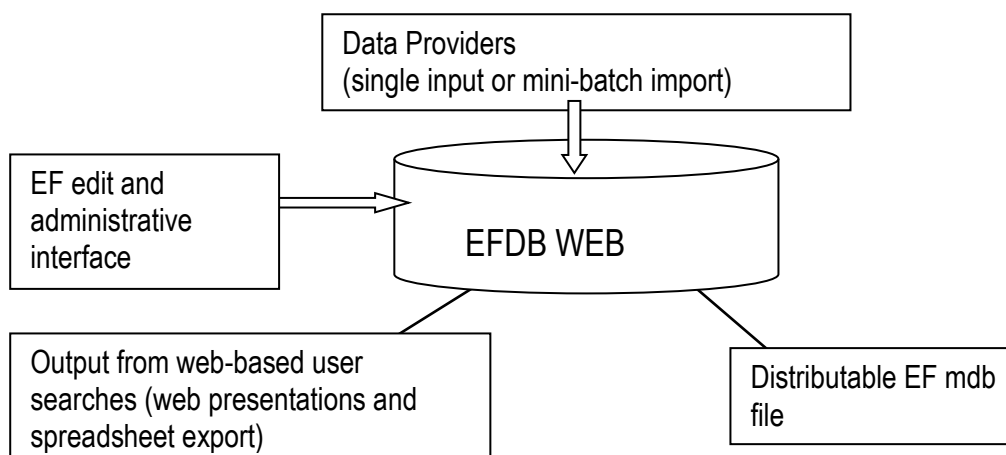 Data Providers
(single input or mini-batch import)
EF edit and
administrative
interface
EFDB WEB
Output from web-based user
searches (web presentations and
spreadsheet export)
Distributable EF mdb
file